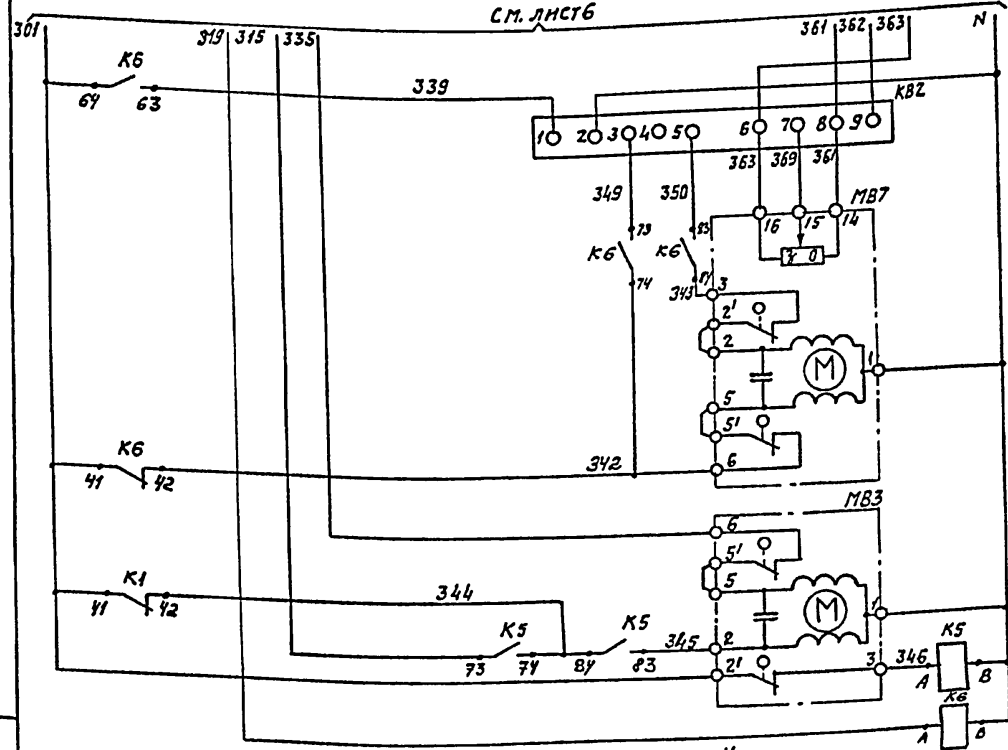 см. лист 6
301 319 315 335 361 362 363 N
К6
64 63 339 КВ2
1 2 3 4 5 6 7 8 9
363 369 361
349 350 МВ7
16 15 14
73 83
К6 К6 З О
74 84
343 3
2'
2
М 1
5
5'
К6 342 6
41 42
МВ3
6
5'
К1 5
41 42 344 М 1
К5 К5 К5
73 74 84 83 345 2
2' 3 346 А В
К6
А В